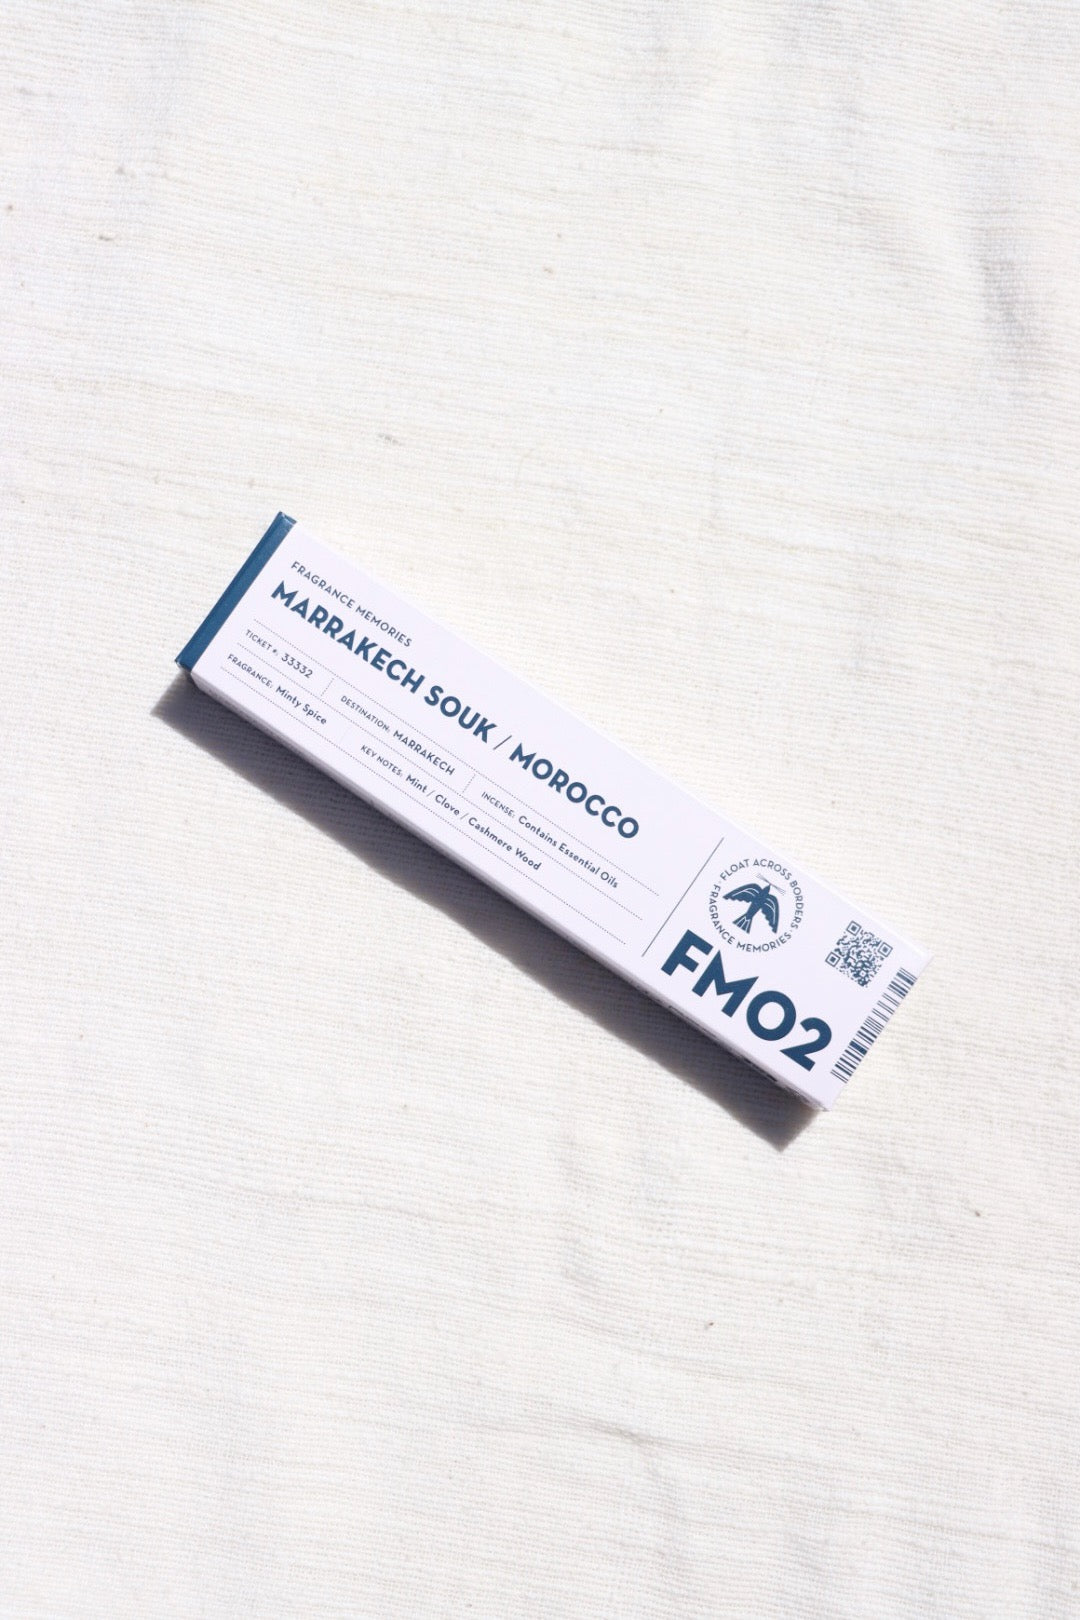 FRAGRANCE MEMORIES
MARRAKECH SOUK / MOROCCO
TICKET #: 33332
DESTINATION: MARRAKECH
INCENSE: Contains Essential Oils
FRAGRANCE: Minty Spice
KEY NOTES: Mint / Clove / Cashmere Wood
· FLOAT ACROSS BORDERS ·
FRAGRANCE MEMORIES
FM02